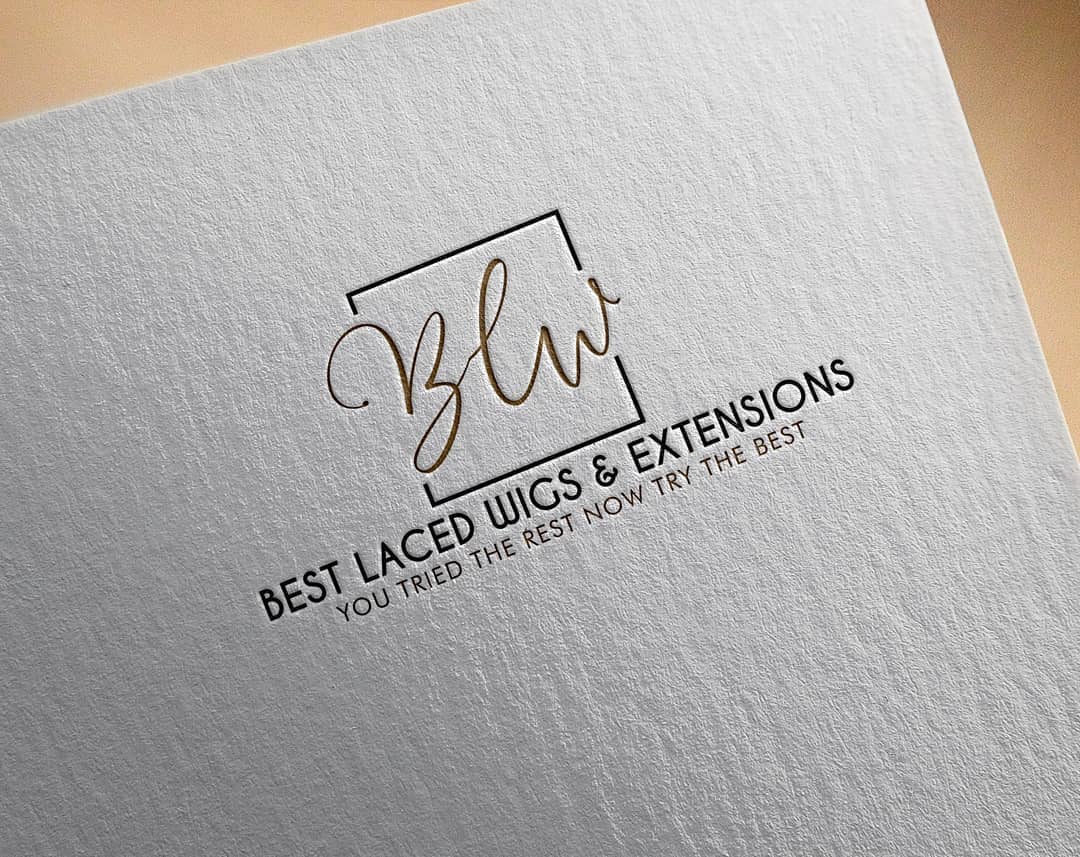 Blw
BEST LACED WIGS & EXTENSIONS
YOU TRIED THE REST NOW TRY THE BEST